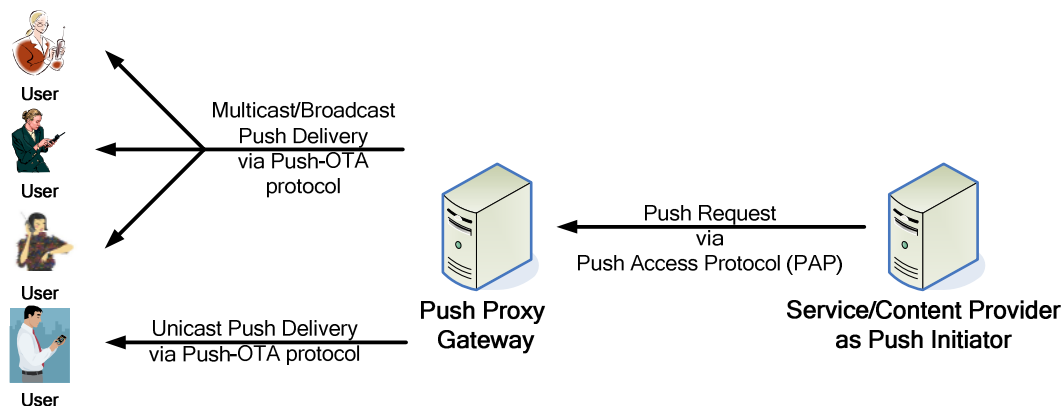 User
User
User
User
Multicast/Broadcast
Push Delivery
via Push-OTA
protocol
Unicast Push Delivery
via Push-OTA protocol
Push Proxy
Gateway
Push Request
via
Push Access Protocol (PAP)
Service/Content Provider
as Push Initiator